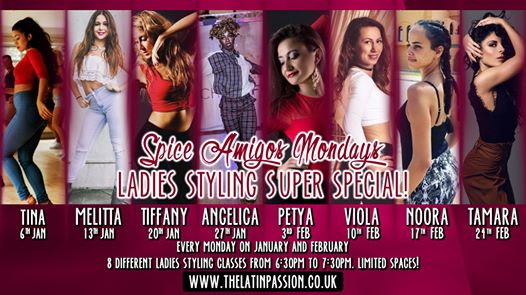 Spice Amigos Mondays
LADIES STYLING SUPER SPECIAL!
TINA MELITTA TIFFANY ANGELICA PETYA VIOLA NOORA TAMARA
6TH JAN 13TH JAN 20TH JAN 27TH JAN 3RD FEB 10TH FEB 17TH FEB 24TH FEB
EVERY MONDAY ON JANUARY AND FEBRUARY
8 DIFFERENT LADIES STYLING CLASSES FROM 6:30PM TO 7:30PM. LIMITED SPACES!
WWW.THELATINPASSION.CO.UK